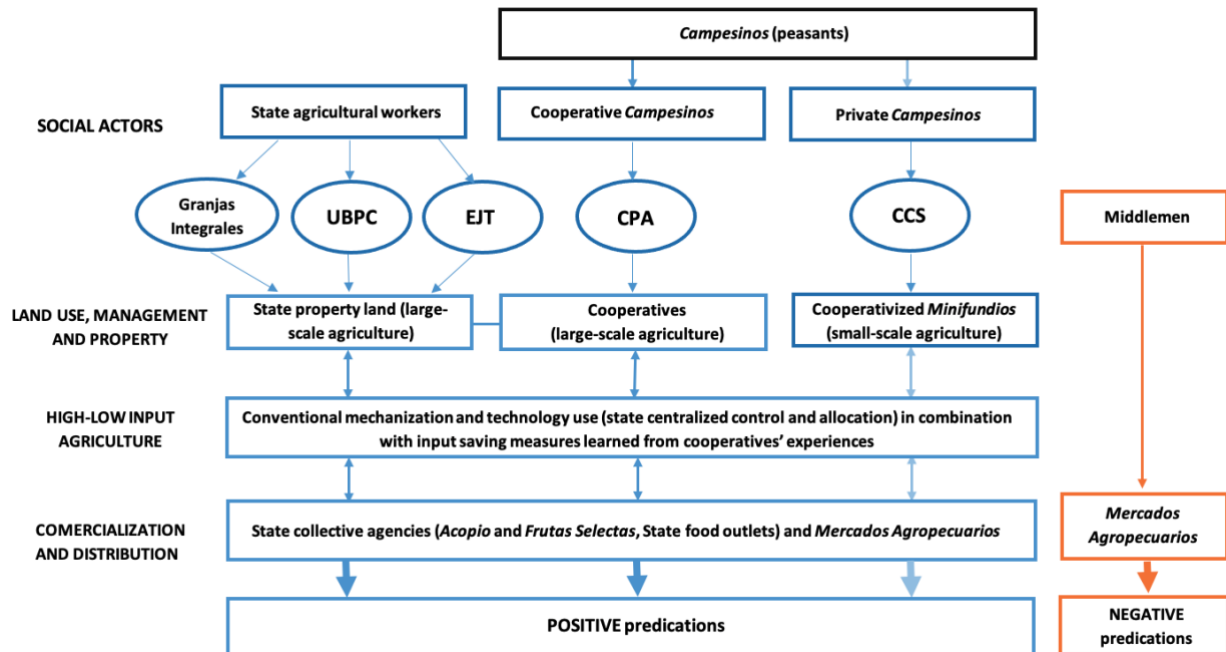 Campesinos (peasants)
State agricultural workers
Cooperative Campesinos
Private Campesinos
SOCIAL ACTORS
Granjas
Integrales
UBPC
EJT
CPA
CCS
Middlemen
LAND USE, MANAGEMENT
AND PROPERTY
State property land (large-
scale agriculture)
Cooperatives
(large-scale agriculture)
Cooperativized Minifundios
(small-scale agriculture)
HIGH-LOW INPUT
AGRICULTURE
Conventional mechanization and technology use (state centralized control and allocation) in combination
with input saving measures learned from cooperatives’ experiences
COMERCIALIZATION
AND DISTRIBUTION
State collective agencies (Acopio and Frutas Selectas, State food outlets) and Mercados Agropecuarios
Mercados
Agropecuarios
POSITIVE predications
NEGATIVE
predications